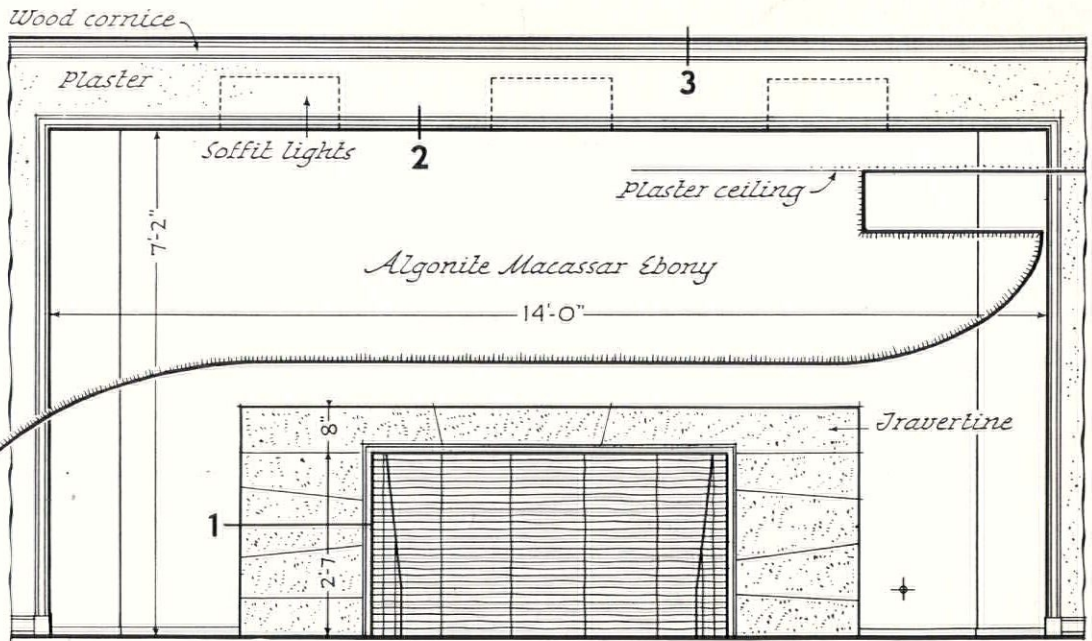 Wood cornice
Plaster
3
Soffit lights
2
Plaster ceiling
7'-2"
Algonite Macassar Ebony
14'-0"
8"
Travertine
1
2'-7